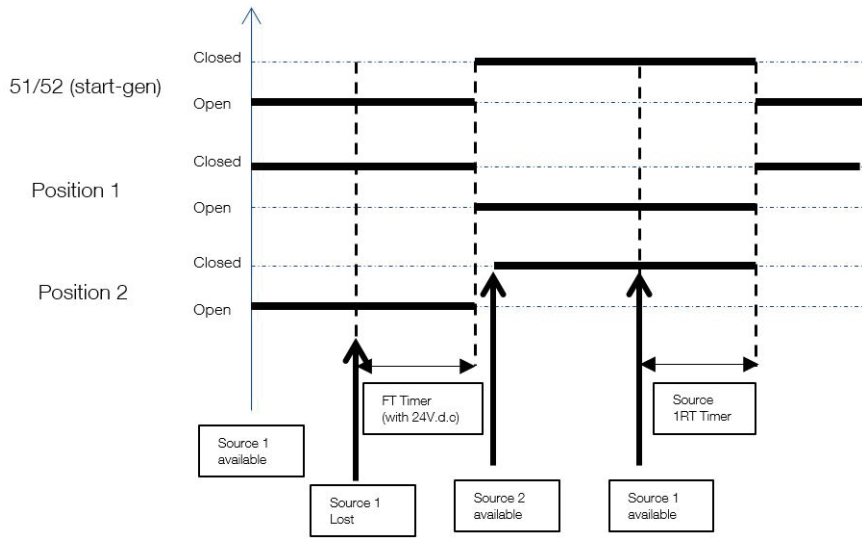 Closed
51/52 (start-gen)
Open
Closed
Position 1
Open
Closed
Position 2
Open
FT Timer
(with 24V.d.c)
Source
1RT Timer
Source 1
available
Source 1
Lost
Source 2
available
Source 1
available